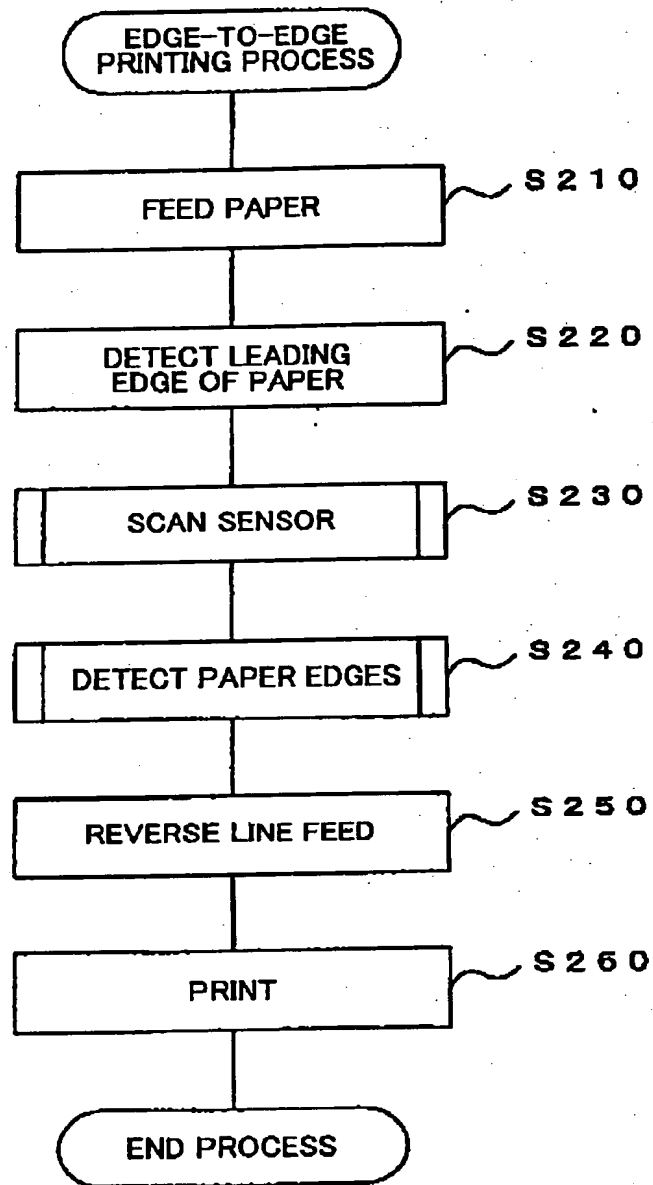 EDGE-TO-EDGE
PRINTING PROCESS
FEED PAPER
S210
DETECT LEADING
EDGE OF PAPER
S220
SCAN SENSOR
S230
DETECT PAPER EDGES
S240
REVERSE LINE FEED
S250
PRINT
S260
END PROCESS